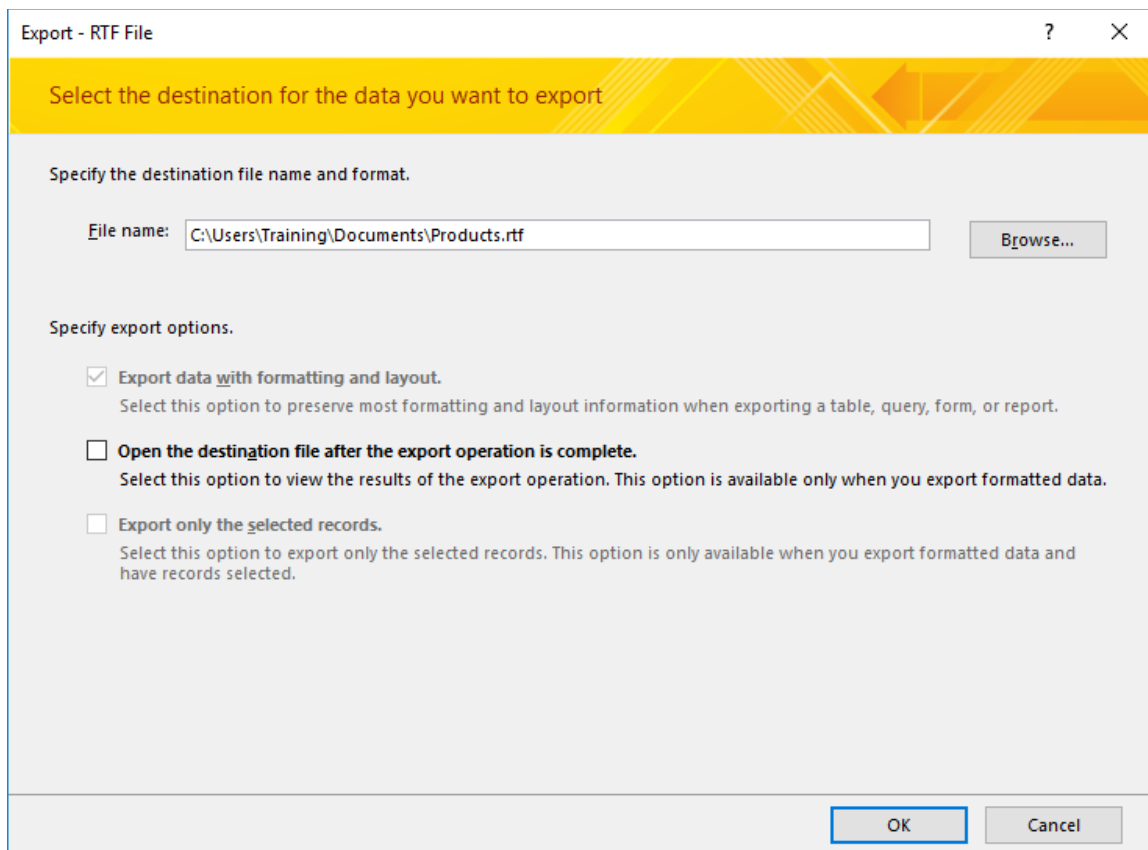 Export - RTF File
?
Select the destination for the data you want to export
Specify the destination file name and format.
File name: C:\Users\Training\Documents\Products.rtf Browse...
Specify export options.
Export data with formatting and layout.
Select this option to preserve most formatting and layout information when exporting a table, query, form, or report.
Open the destination file after the export operation is complete.
Select this option to view the results of the export operation. This option is available only when you export formatted data.
Export only the selected records.
Select this option to export only the selected records. This option is only available when you export formatted data and
have records selected.
OK Cancel